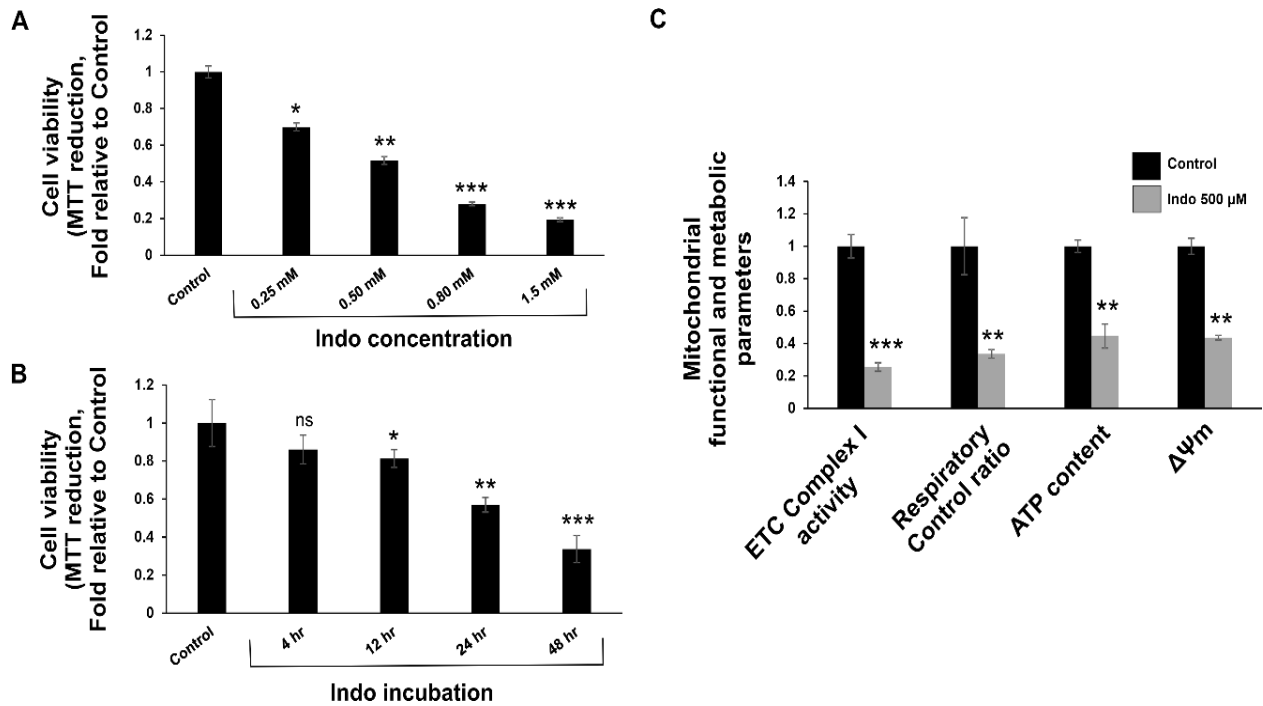 A
Cell viability
(MTT reduction,
Fold relative to Control
1.2
1
0.8
0.6
0.4
0.2
0
*
**
***
***
Control
0.25 mM
0.50 mM
0.80 mM
1.5 mM
Indo concentration
B
Cell viability
(MTT reduction,
Fold relative to Control
1.2
1
0.8
0.6
0.4
0.2
0
ns
*
**
***
Control
4 hr
12 hr
24 hr
48 hr
Indo incubation
C
Control
Indo 500 µM
Mitochondrial
functional and metabolic
parameters
1.4
1.2
1
0.8
0.6
0.4
0.2
0
***
**
**
**
ETC Complex I
activity
Respiratory
Control ratio
ATP content
ΔΨm